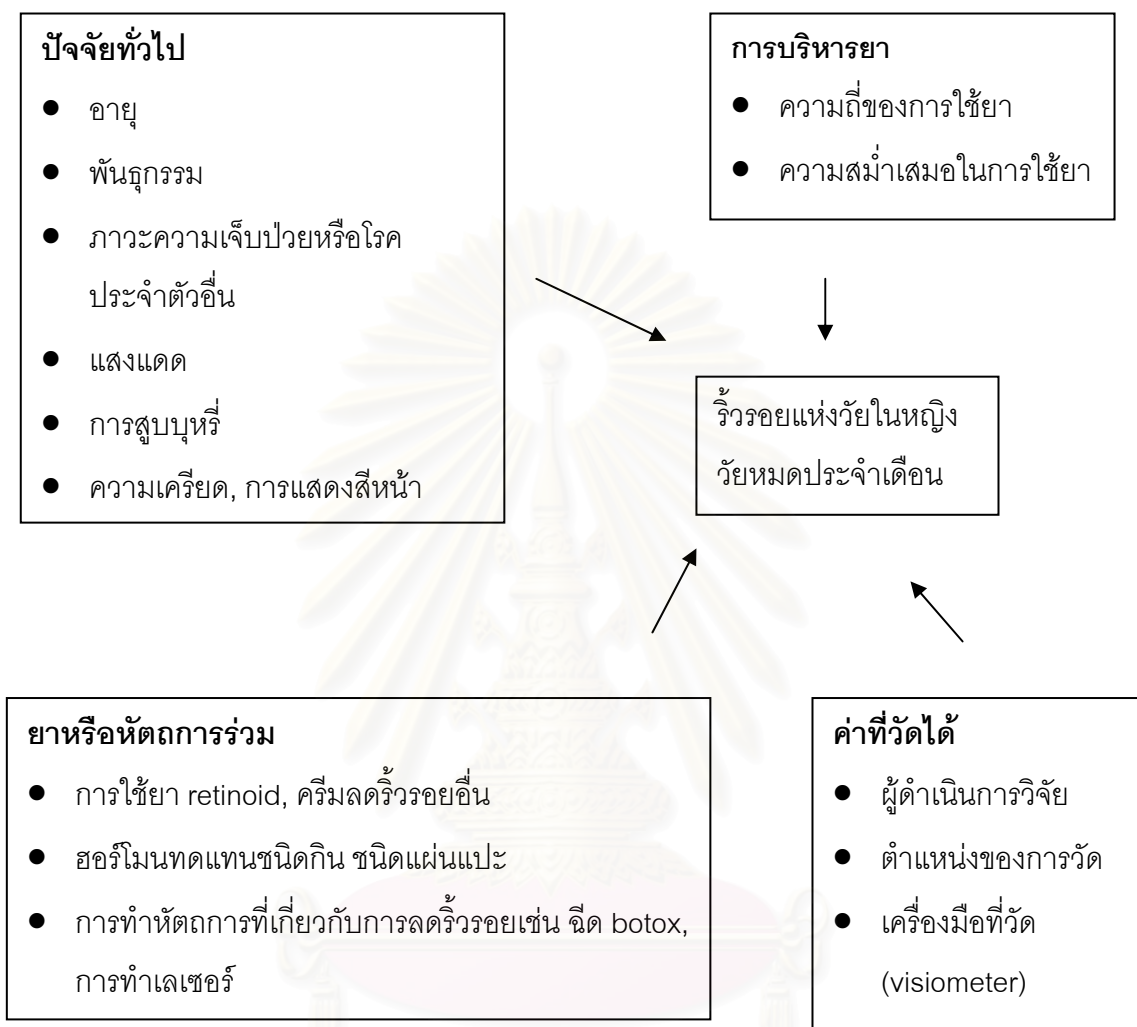 ปัจจัยทั่วไป
● อายุ
● พันธุกรรม
● ภาวะความเจ็บป่วยหรือโรค
ประจำตัวอื่น
● แสงแดด
● การสูบบุหรี่
● ความเครียด, การแสดงสีหน้า
การบริหารยา
● ความถี่ของการใช้ยา
● ความสม่ำเสมอในการใช้ยา
ริ้วรอยแห่งวัยในหญิง
วัยหมดประจำเดือน
ยาหรือหัตถการร่วม
● การใช้ยา retinoid, ครีมลดริ้วรอยอื่น
● ฮอร์โมนทดแทนชนิดกิน ชนิดแผ่นแปะ
● การทำหัตถการที่เกี่ยวกับการลดริ้วรอยเช่น ฉีด botox,
การทำเลเซอร์
ค่าที่วัดได้
● ผู้ดำเนินการวิจัย
● ตำแหน่งของการวัด
● เครื่องมือที่วัด
(visiometer)